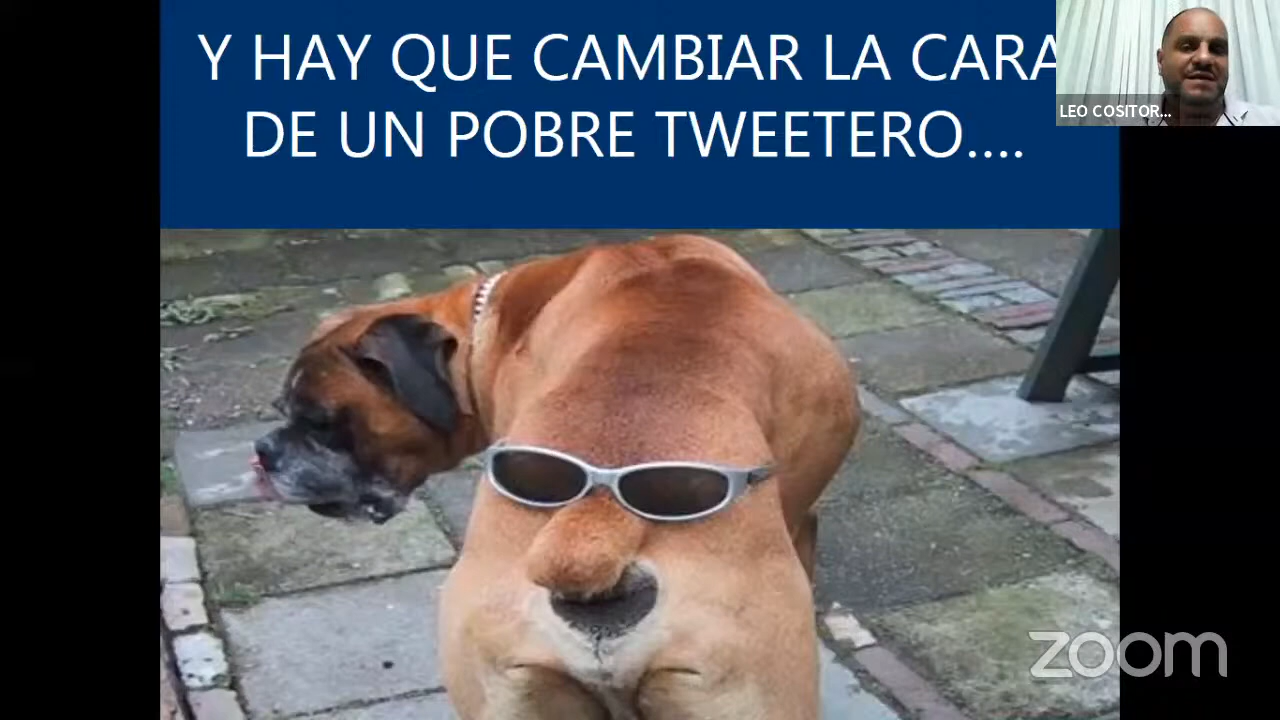 Y HAY QUE CAMBIAR LA CARA
DE UN POBRE TWEETERO....
LEO COSITOR...
zoom